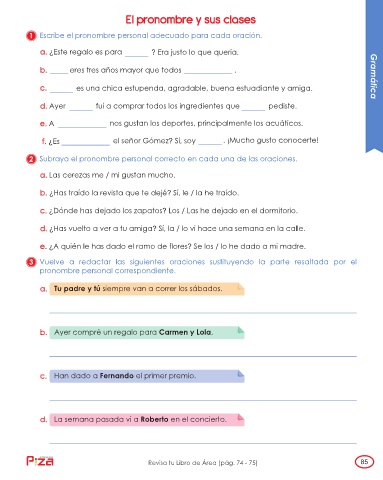 El pronombre y sus clases
1 Escribe el pronombre personal adecuado para cada oración.
a. ¿Este regalo es para ______ ? Era justo lo que quería.
b. _____ eres tres años mayor que todos ____________ .
c. ______ es una chica estupenda, agradable, buena estudiante y amiga.
d. Ayer ______ fui a comprar todos los ingredientes que ______ pediste.
e. A ____________ nos gustan los deportes, principalmente los acuáticos.
f. ¿Es ____________ el señor Gómez? Sí, soy ______ . ¡Mucho gusto conocerte!
Gramática
2 Subraya el pronombre personal correcto en cada una de las oraciones.
a. Las cerezas me / mi gustan mucho.
b. ¿Has traído la revista que te dejé? Sí, le / la he traído.
c. ¿Dónde has dejado los zapatos? Los / Las he dejado en el dormitorio.
d. ¿Has vuelto a ver a tu amiga? Sí, la / lo vi hace una semana en la calle.
e. ¿A quién le has dado el ramo de flores? Se los / lo he dado a mi madre.
3 Vuelve a redactar las siguientes oraciones sustituyendo la parte resaltada por el
pronombre personal correspondiente.
a. Tu padre y tú siempre van a correr los sábados.
b. Ayer compré un regalo para Carmen y Lola.
c. Han dado a Fernando el primer premio.
d. La semana pasada vi a Roberto en el concierto.
Pizza
Revisa tu Libro de Área (pág. 74 - 75)
85